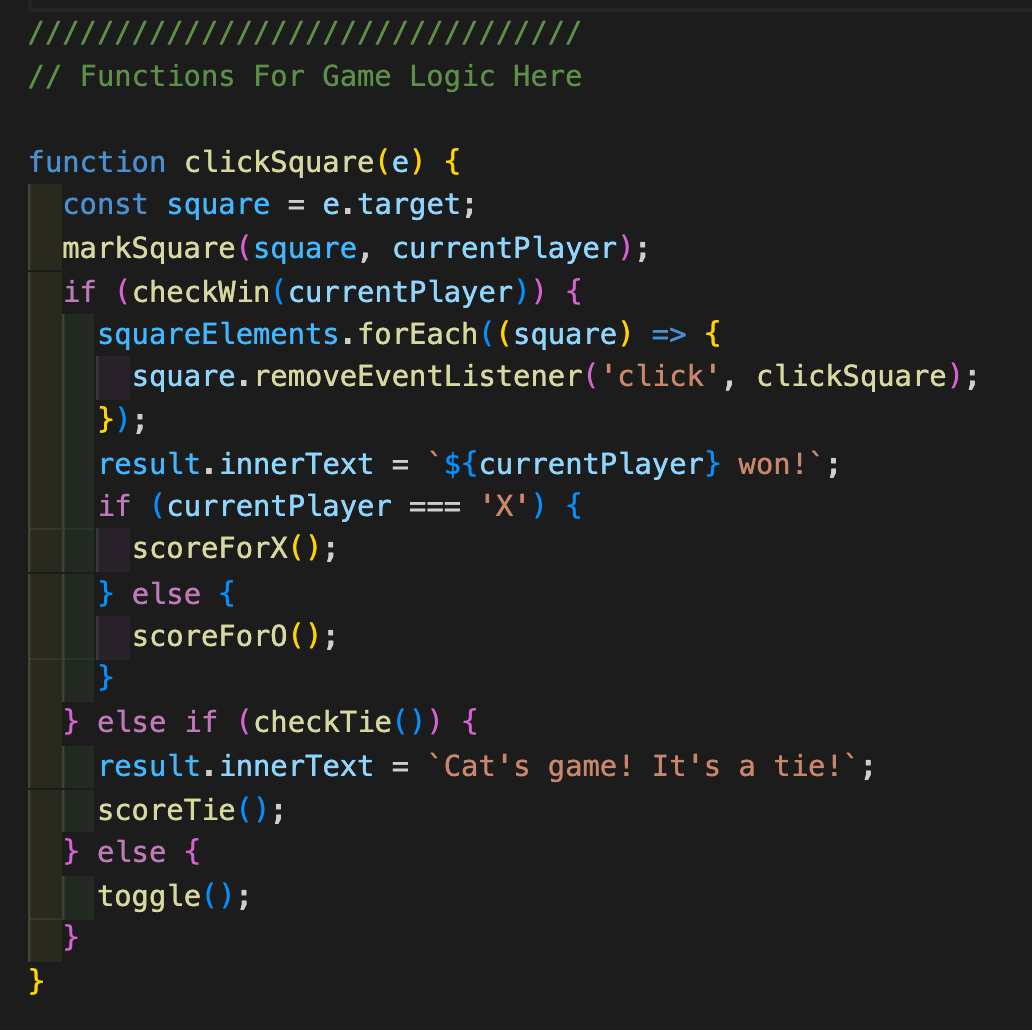 ////////////////////////////////
// Functions For Game Logic Here
function clickSquare(e) {
  const square = e.target;
  markSquare(square, currentPlayer);
  if (checkWin(currentPlayer)) {
    squareElements.forEach((square) => {
      square.removeEventListener('click', clickSquare);
    });
    result.innerText = `${currentPlayer} won!`;
    if (currentPlayer === 'X') {
      scoreForX();
    } else {
      scoreForO();
    }
  } else if (checkTie()) {
    result.innerText = `Cat's game! It's a tie!`;
    scoreTie();
  } else {
    toggle();
  }
}